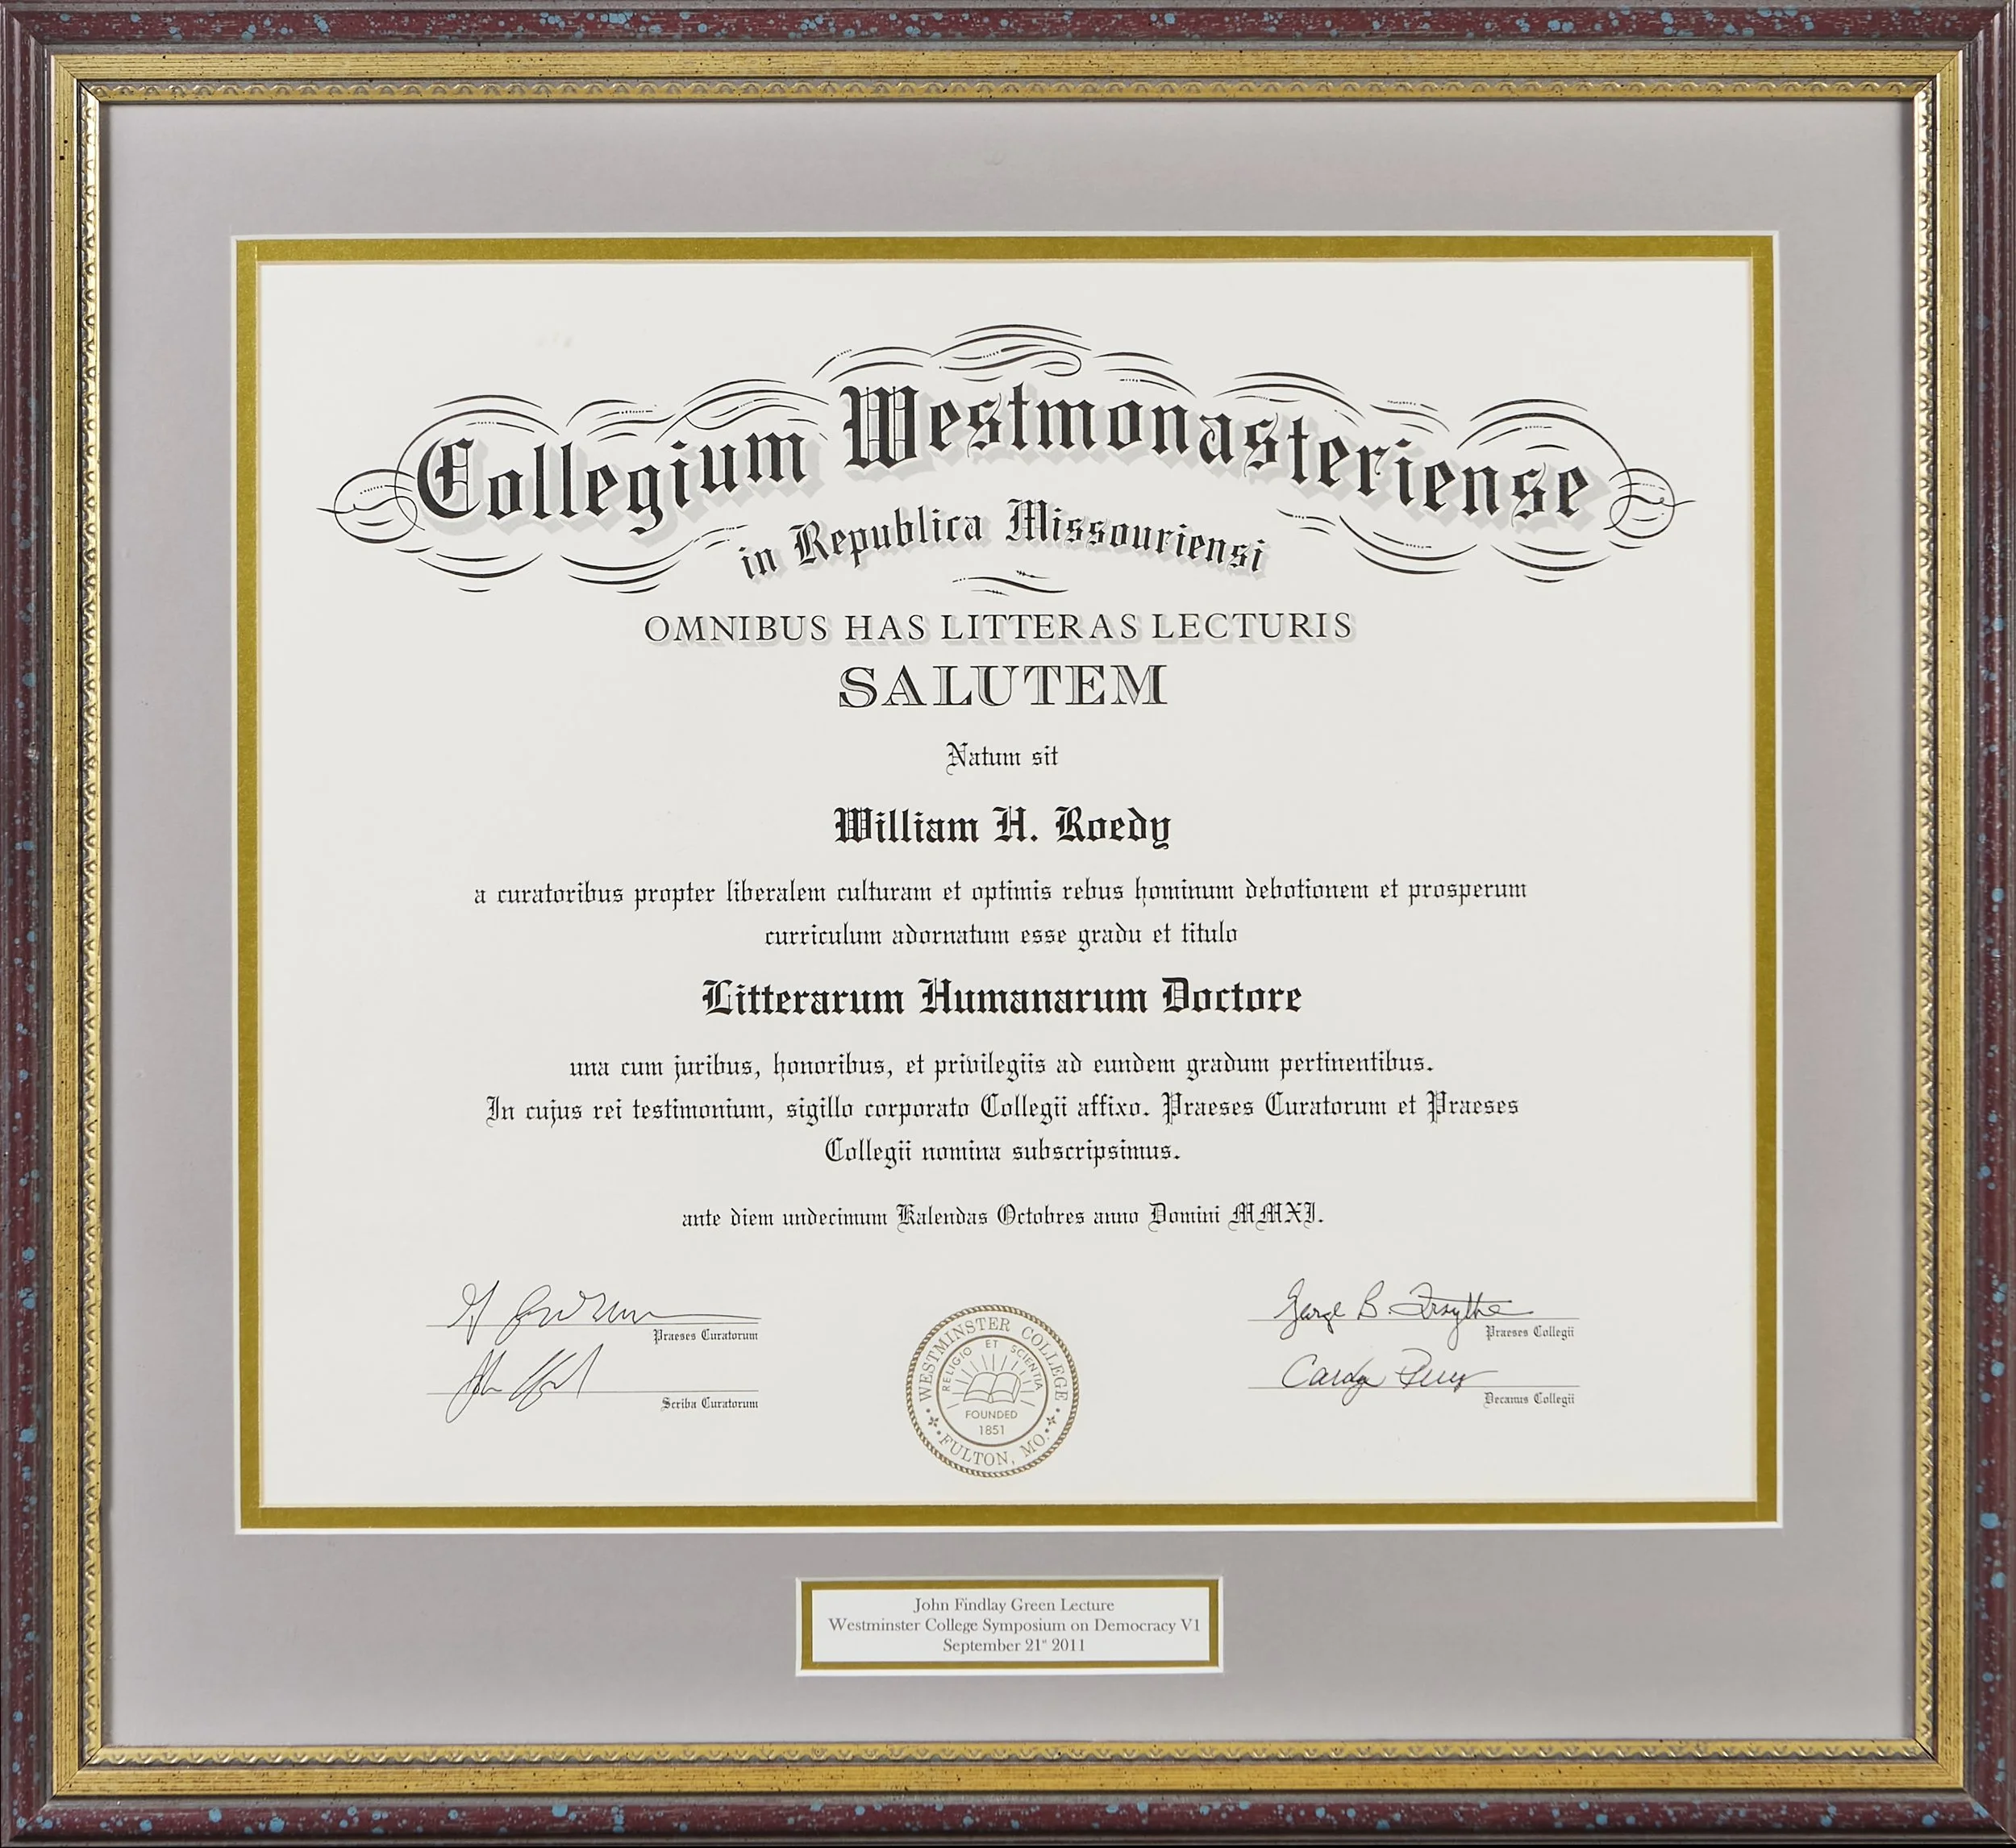 Collegium Westmonasteriense
in Republica Missouriensi
OMNIBUS HAS LITTERAS LECTURIS
SALUTEM
Natum sit
William H. Roedy
a curatoribus propter liberalem culturam et optimis rebus hominum debotionem et prosperum
curriculum adornatum esse gradu et titulo
Litterarum Humanarum Doctore
una cum juribus, honoribus, et privilegiis ad eundem gradum pertinentibus.
In cujus rei testimonium, sigillo corporato Collegii affixo. Praeses Curatorum et Praeses
Collegii nomina subscripsimus.
ante diem undecimum Kalendas Octobres anno Domini MMXI.
Praeses Curatorum
Scriba Curatorum
WESTMINSTER COLLEGE
RELIGIO ET SCIENTIA
FOUNDED
1851
FULTON, MO.
George B. Forsythe
Praeses Collegii
Decanus Collegii
John Findlay Green Lecture
Westminster College Symposium on Democracy V1
September 21st 2011